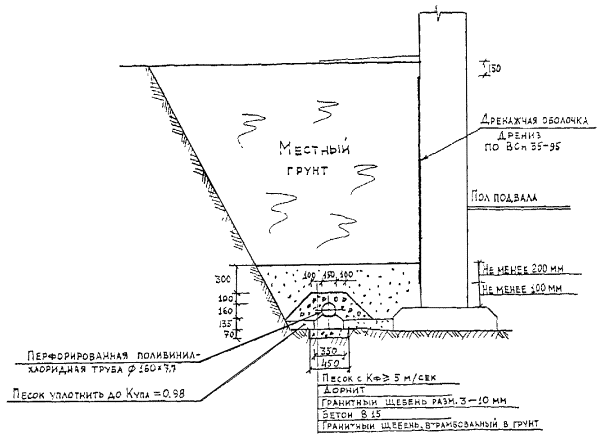 150
ДРЕНАЖНАЯ ОБОЛОЧКА
ДРЕНИЗ
ПО ВСН 35-95
МЕСТНЫЙ
ГРУНТ
ПОЛ ПОДВАЛА
300
100
160
135
70
100 150 100
НЕ МЕНЕЕ 200 ММ
НЕ МЕНЕЕ 100 ММ
ПЕРФОРИРОВАННАЯ ПОЛИВИНИЛ-
ХЛОРИДНАЯ ТРУБА Ø 160×7,7
ПЕСОК УПЛОТНИТЬ ДО Купл = 0.98
350
450
ПЕСОК С КФ ≥ 5 М/СЕК
ДОРНИТ
ГРАНИТНЫЙ ЩЕБЕНЬ РАЗМ. 3-10 ММ
БЕТОН В 15
ГРАНИТНЫЙ ЩЕБЕНЬ, ВТРАМБОВАННЫЙ В ГРУНТ